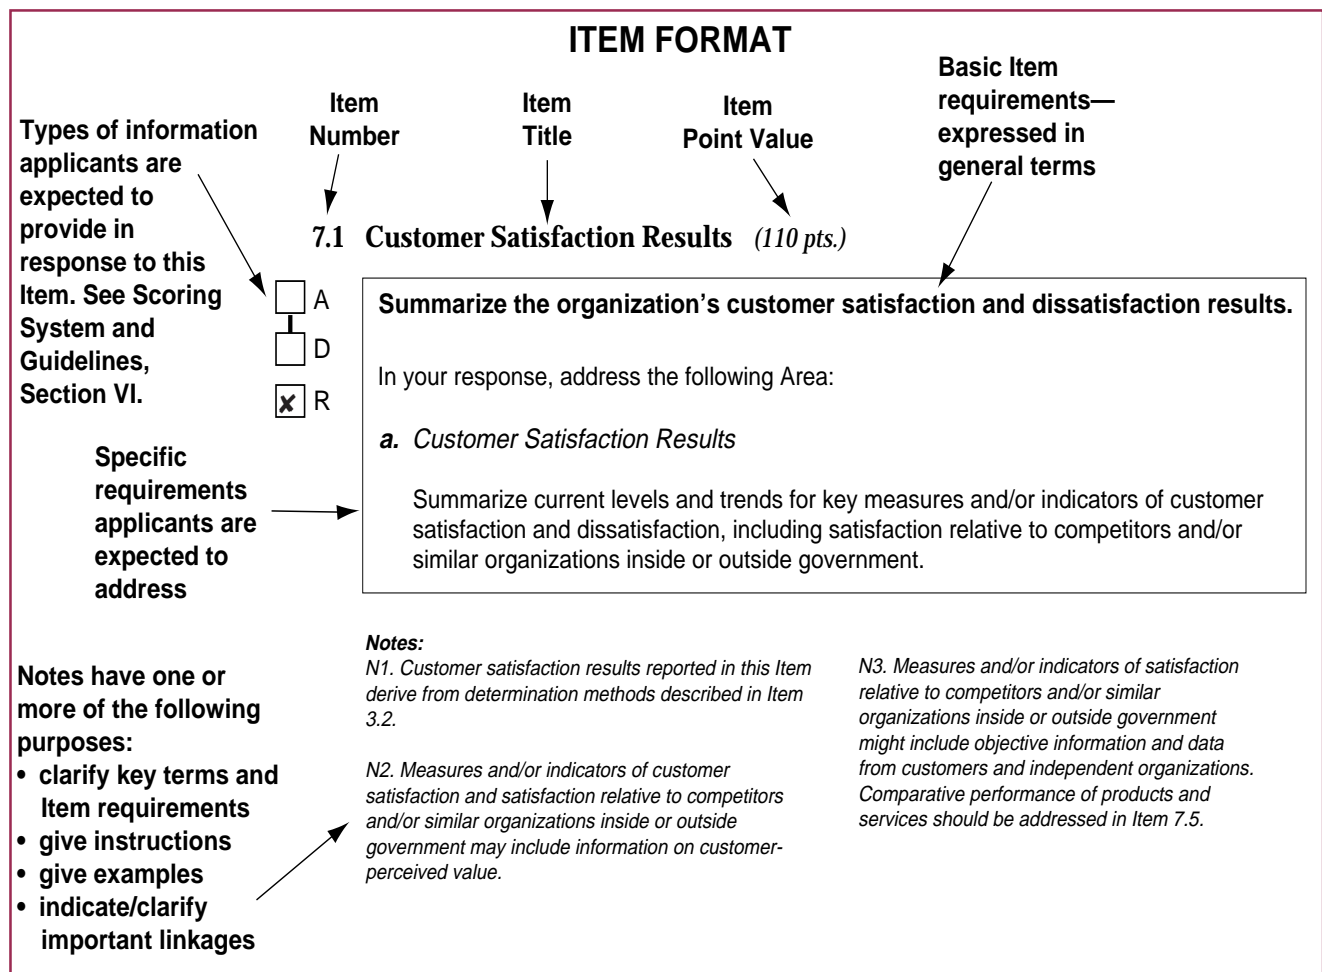 ITEM FORMAT
Types of information
applicants are
expected to
provide in
response to this
Item. See Scoring
System and
Guidelines,
Section VI.
Item
Number
Item
Title
Item
Point Value
Basic Item
requirements—
expressed in
general terms
7.1 Customer Satisfaction Results (110 pts.)
A
D
✘ R
Summarize the organization’s customer satisfaction and dissatisfaction results.
In your response, address the following Area:
a. Customer Satisfaction Results
Summarize current levels and trends for key measures and/or indicators of customer
satisfaction and dissatisfaction, including satisfaction relative to competitors and/or
similar organizations inside or outside government.
Specific
requirements
applicants are
expected to
address
Notes have one or
more of the following
purposes:
• clarify key terms and
Item requirements
• give instructions
• give examples
• indicate/clarify
important linkages
Notes:
N1. Customer satisfaction results reported in this Item
derive from determination methods described in Item
3.2.
N2. Measures and/or indicators of customer
satisfaction and satisfaction relative to competitors
and/or similar organizations inside or outside
government may include information on customer-
perceived value.
N3. Measures and/or indicators of satisfaction
relative to competitors and/or similar
organizations inside or outside government
might include objective information and data
from customers and independent organizations.
Comparative performance of products and
services should be addressed in Item 7.5.